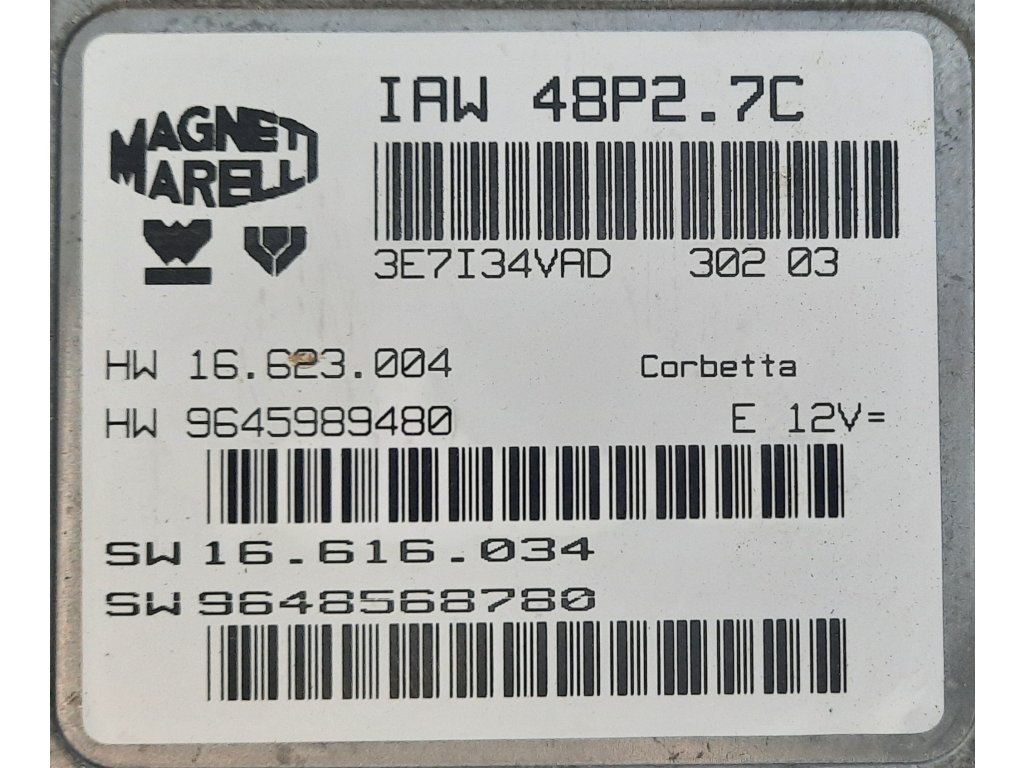 MAGNETI
MARELLI
IAW 48P2.7C
3E7I34VAD 302 03
HW 16.623.004 Corbetta
HW 9645989480 E 12V=
SW 16.616.034
SW 9648568780